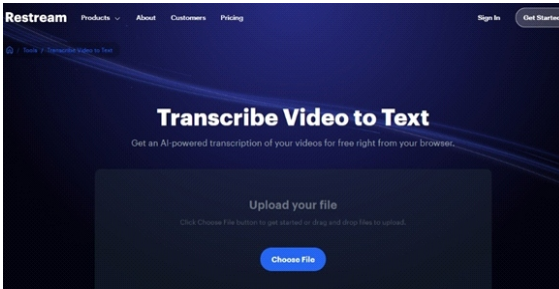 Restream Products About Customers Pricing Sign In Get Started
/ Tools / Transcribe Video to Text
Transcribe Video to Text
Get an AI-powered transcription of your videos for free right from your browser.
Upload your file
Click Choose File button to get started or drag and drop files to upload.
Choose File